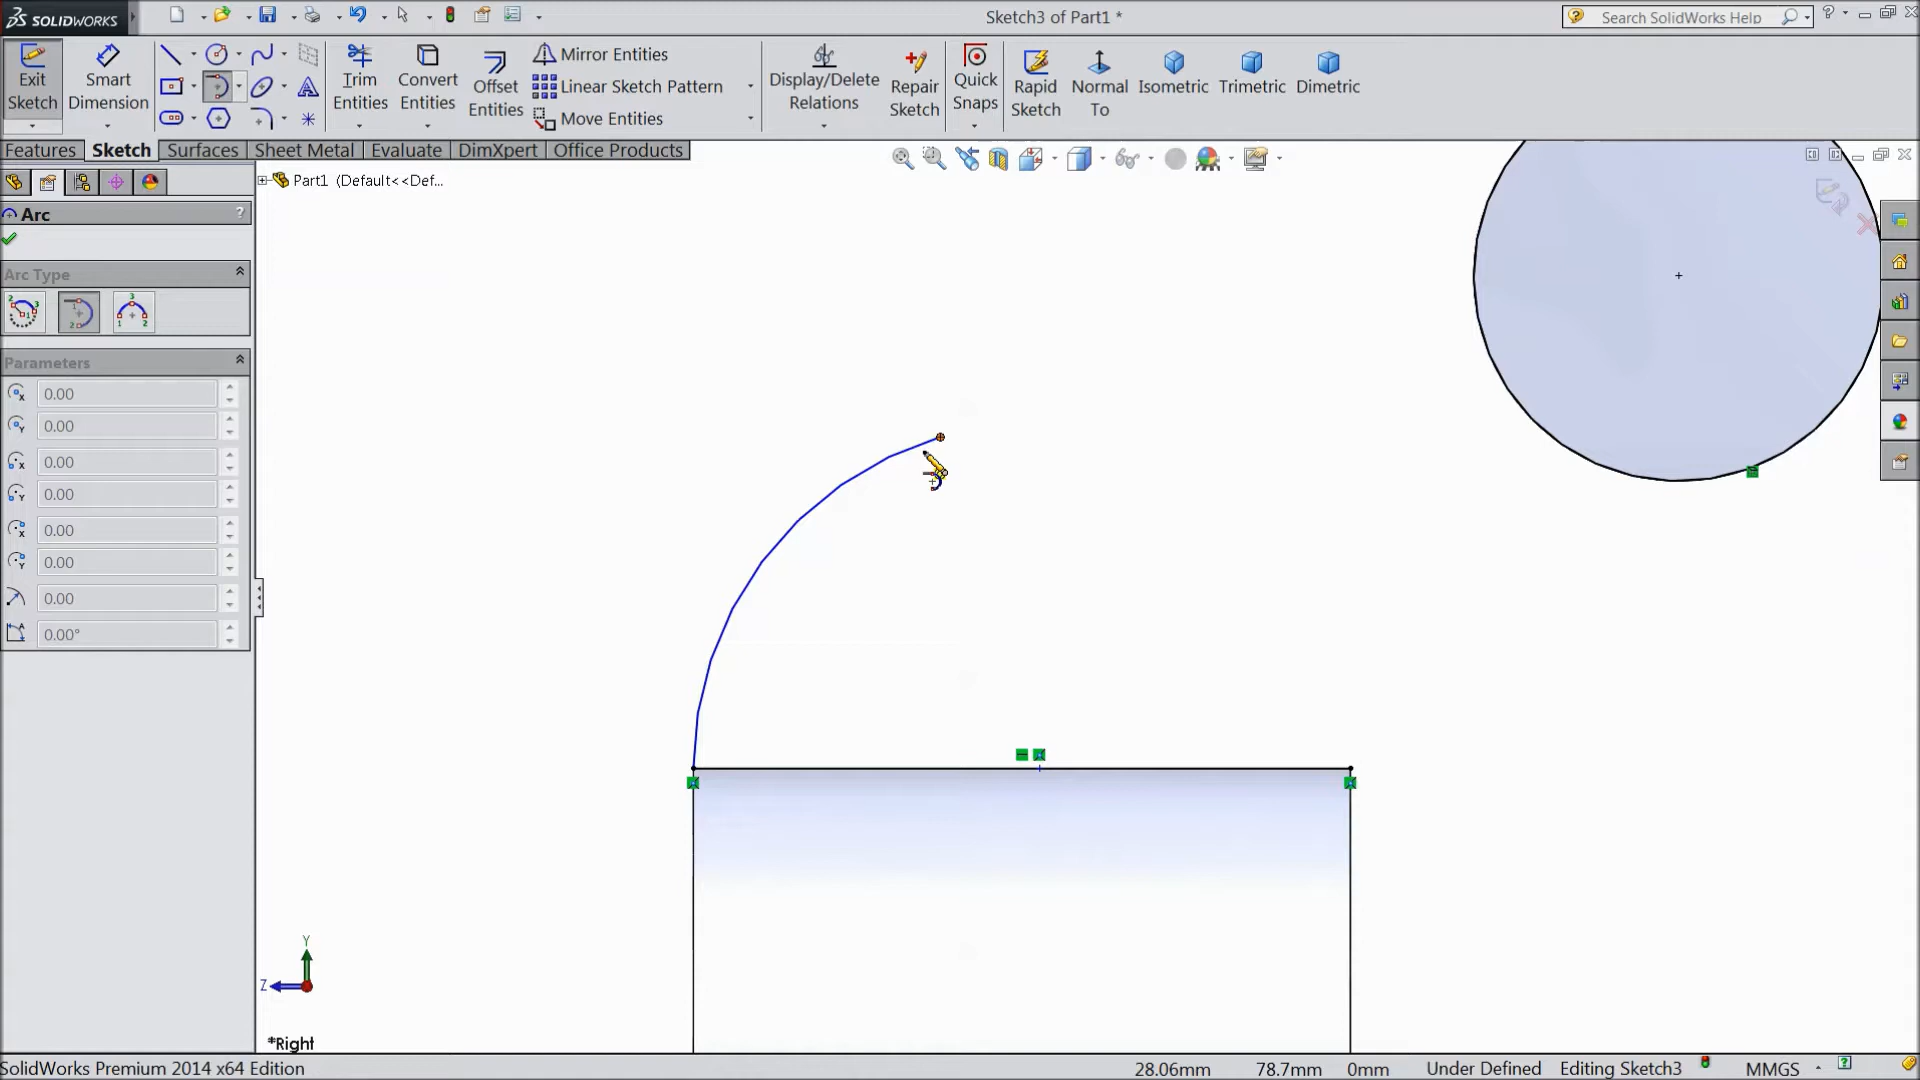 SOLIDWORKS
Sketch3 of Part1 *
Search SolidWorks Help
Exit Sketch
Smart Dimension
Trim Entities
Convert Entities
Offset Entities
Mirror Entities
Linear Sketch Pattern
Move Entities
Display/Delete Relations
Repair Sketch
Quick Snaps
Rapid Sketch
Normal To
Isometric
Trimetric
Dimetric
Features
Sketch
Surfaces
Sheet Metal
Evaluate
DimXpert
Office Products
Part1 (Default<<Def...
Arc
?
Arc Type
Parameters
0.00
0.00
0.00
0.00
0.00
0.00
0.00
0.00°
Y
Z
*Right
SolidWorks Premium 2014 x64 Edition
28.06mm
78.7mm
0mm
Under Defined
Editing Sketch3
MMGS